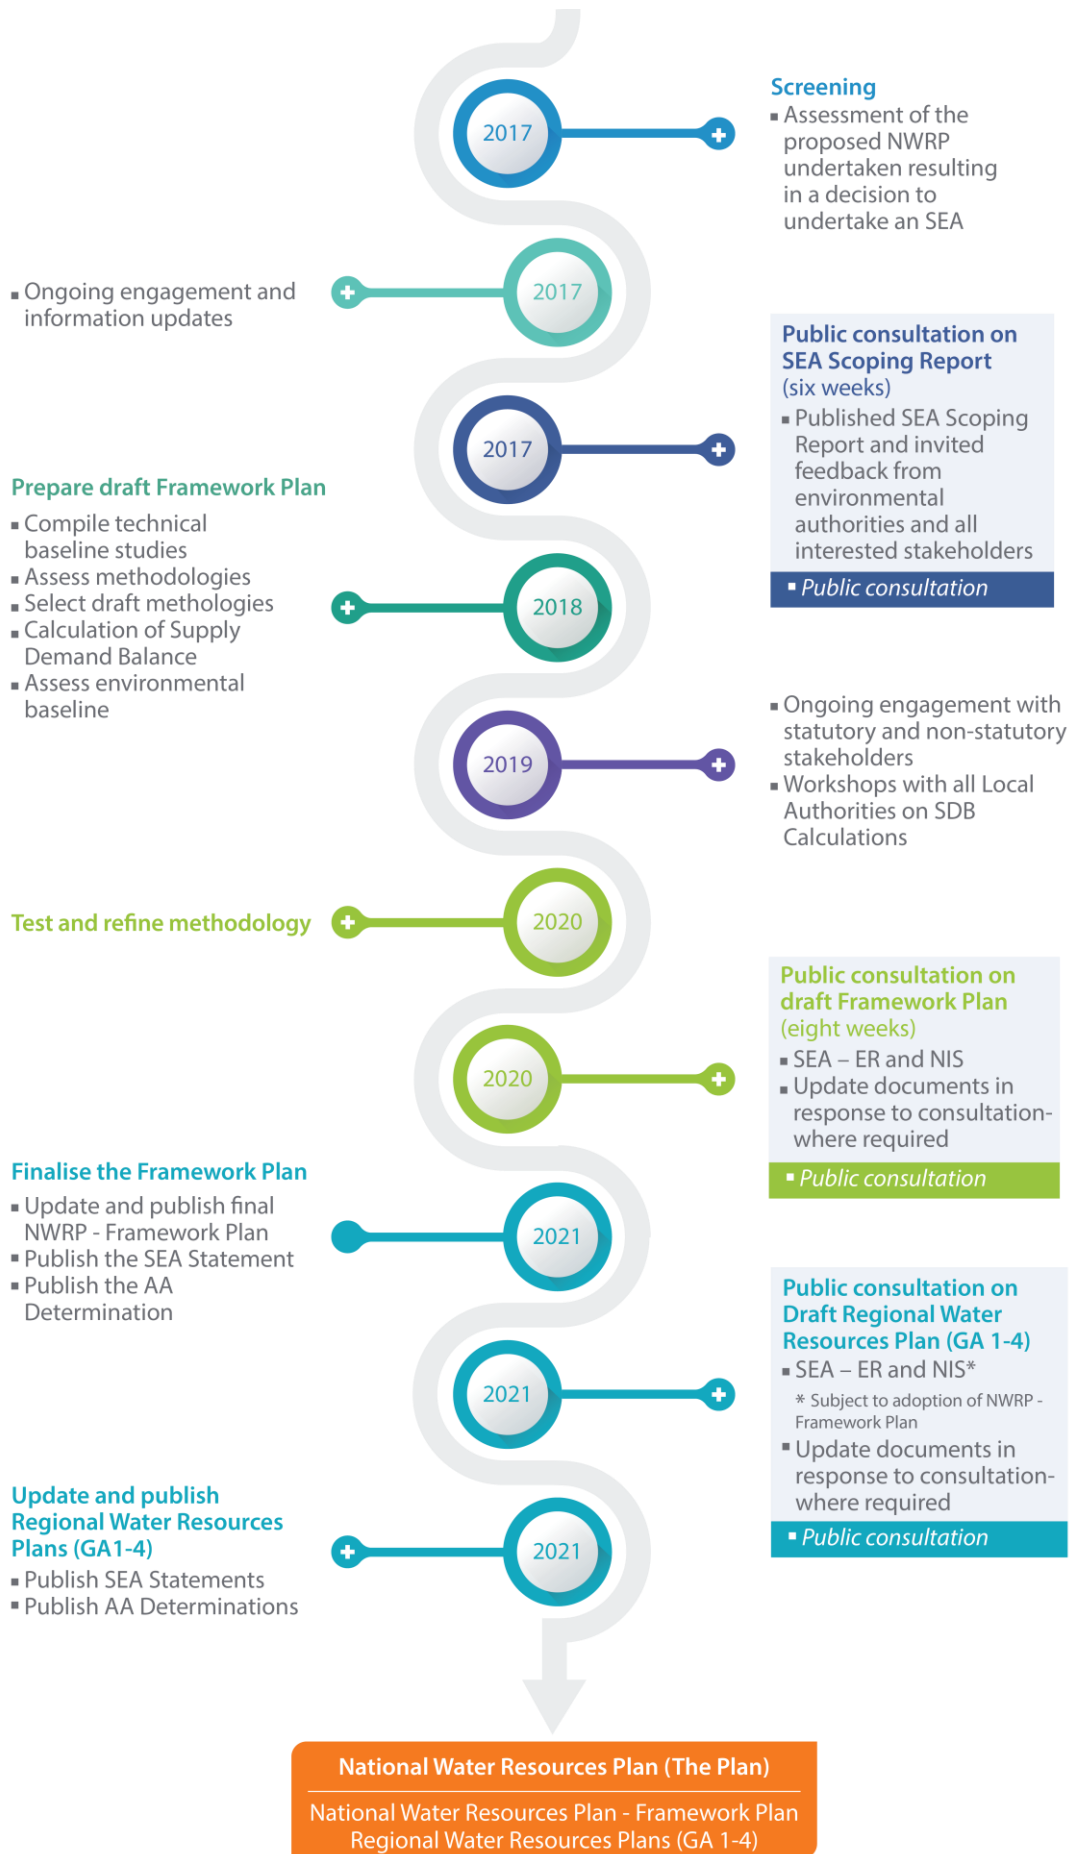 2017
Screening
▪ Assessment of the
proposed NWRP
undertaken resulting
in a decision to
undertake an SEA
2017
▪ Ongoing engagement and
information updates
2017
Public consultation on
SEA Scoping Report
(six weeks)
▪ Published SEA Scoping
Report and invited
feedback from
environmental
authorities and all
interested stakeholders
▪ Public consultation
Prepare draft Framework Plan
▪ Compile technical
baseline studies
▪ Assess methodologies
▪ Select draft methologies
▪ Calculation of Supply
Demand Balance
▪ Assess environmental
baseline
2018
2019
▪ Ongoing engagement with
statutory and non-statutory
stakeholders
▪ Workshops with all Local
Authorities on SDB
Calculations
Test and refine methodology
2020
2020
Public consultation on
draft Framework Plan
(eight weeks)
▪ SEA – ER and NIS
▪ Update documents in
response to consultation-
where required
▪ Public consultation
Finalise the Framework Plan
▪ Update and publish final
NWRP - Framework Plan
▪ Publish the SEA Statement
▪ Publish the AA
Determination
2021
2021
Public consultation on
Draft Regional Water
Resources Plan (GA 1-4)
▪ SEA – ER and NIS*
* Subject to adoption of NWRP -
Framework Plan
▪ Update documents in
response to consultation-
where required
▪ Public consultation
Update and publish
Regional Water Resources
Plans (GA1-4)
▪ Publish SEA Statements
▪ Publish AA Determinations
2021
National Water Resources Plan (The Plan)
National Water Resources Plan - Framework Plan
Regional Water Resources Plans (GA 1-4)